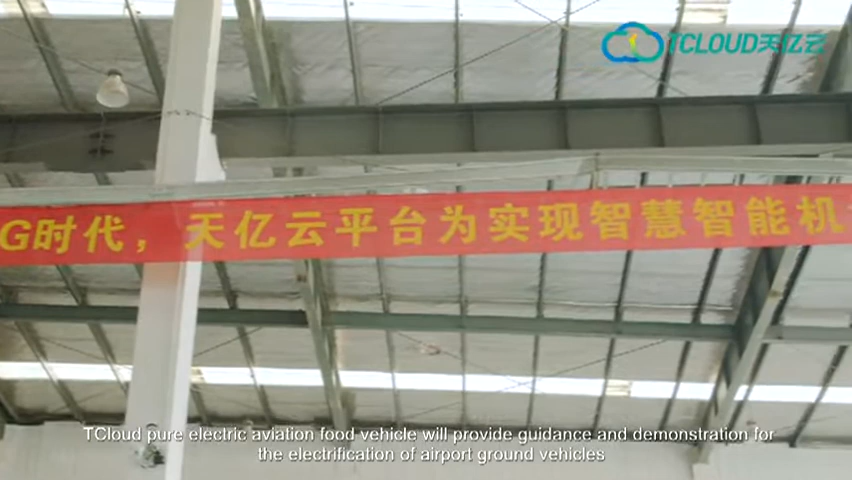 TCLOUD天亿云
G时代，天亿云平台为实现智慧智能机
TCloud pure electric aviation food vehicle will provide guidance and demonstration for
the electrification of airport ground vehicles